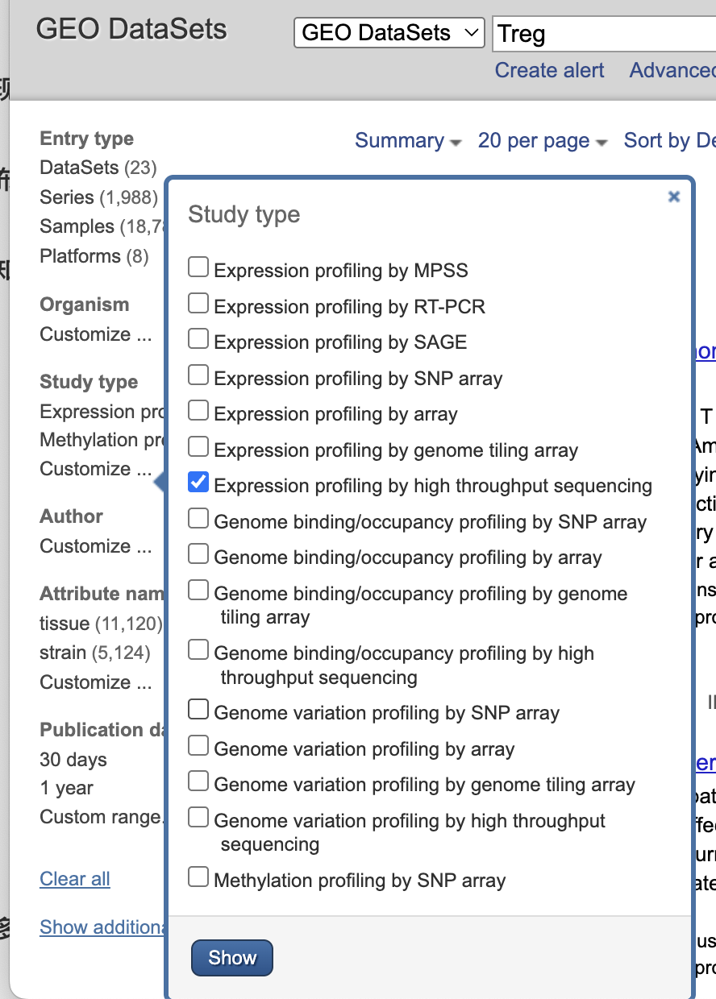 GEO DataSets
GEO DataSets
Treg
Create alert
Advanced
Entry type
DataSets (23)
Series (1,988)
Samples (18,78
Platforms (8)
Organism
Customize ...
Study type
Expression pro
Methylation pr
Customize ...
Author
Customize ...
Attribute nam
tissue (11,120)
strain (5,124)
Customize ...
Publication da
30 days
1 year
Custom range.
Clear all
Show additiona
Summary
20 per page
Sort by De
Study type
Expression profiling by MPSS
Expression profiling by RT-PCR
Expression profiling by SAGE
Expression profiling by SNP array
Expression profiling by array
Expression profiling by genome tiling array
Expression profiling by high throughput sequencing
Genome binding/occupancy profiling by SNP array
Genome binding/occupancy profiling by array
Genome binding/occupancy profiling by genome
tiling array
Genome binding/occupancy profiling by high
throughput sequencing
Genome variation profiling by SNP array
Genome variation profiling by array
Genome variation profiling by genome tiling array
Genome variation profiling by high throughput
sequencing
Methylation profiling by SNP array
Show